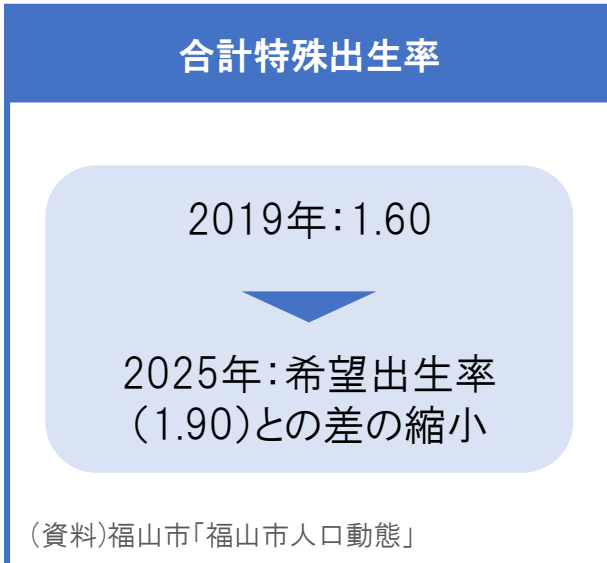 合計特殊出生率
2019年：1.60
2025年：希望出生率
（1.90）との差の縮小
（資料）福山市「福山市人口動態」